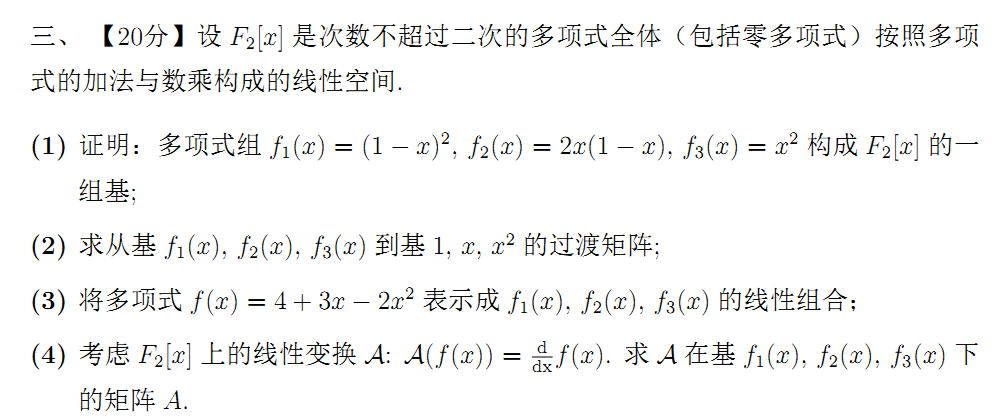 三、【20分】设 $F_2[x]$ 是次数不超过二次的多项式全体（包括零多项式）按照多项
式的加法与数乘构成的线性空间.
(1) 证明：多项式组 $f_1(x) = (1-x)^2$, $f_2(x) = 2x(1-x)$, $f_3(x) = x^2$ 构成 $F_2[x]$ 的一
组基;
(2) 求从基 $f_1(x)$, $f_2(x)$, $f_3(x)$ 到基 $1$, $x$, $x^2$ 的过渡矩阵;
(3) 将多项式 $f(x) = 4 + 3x - 2x^2$ 表示成 $f_1(x)$, $f_2(x)$, $f_3(x)$ 的线性组合；
(4) 考虑 $F_2[x]$ 上的线性变换 $\mathcal{A}$: $\mathcal{A}(f(x)) = \frac{\mathrm{d}}{\mathrm{dx}} f(x)$. 求 $\mathcal{A}$ 在基 $f_1(x)$, $f_2(x)$, $f_3(x)$ 下
的矩阵 $A$.